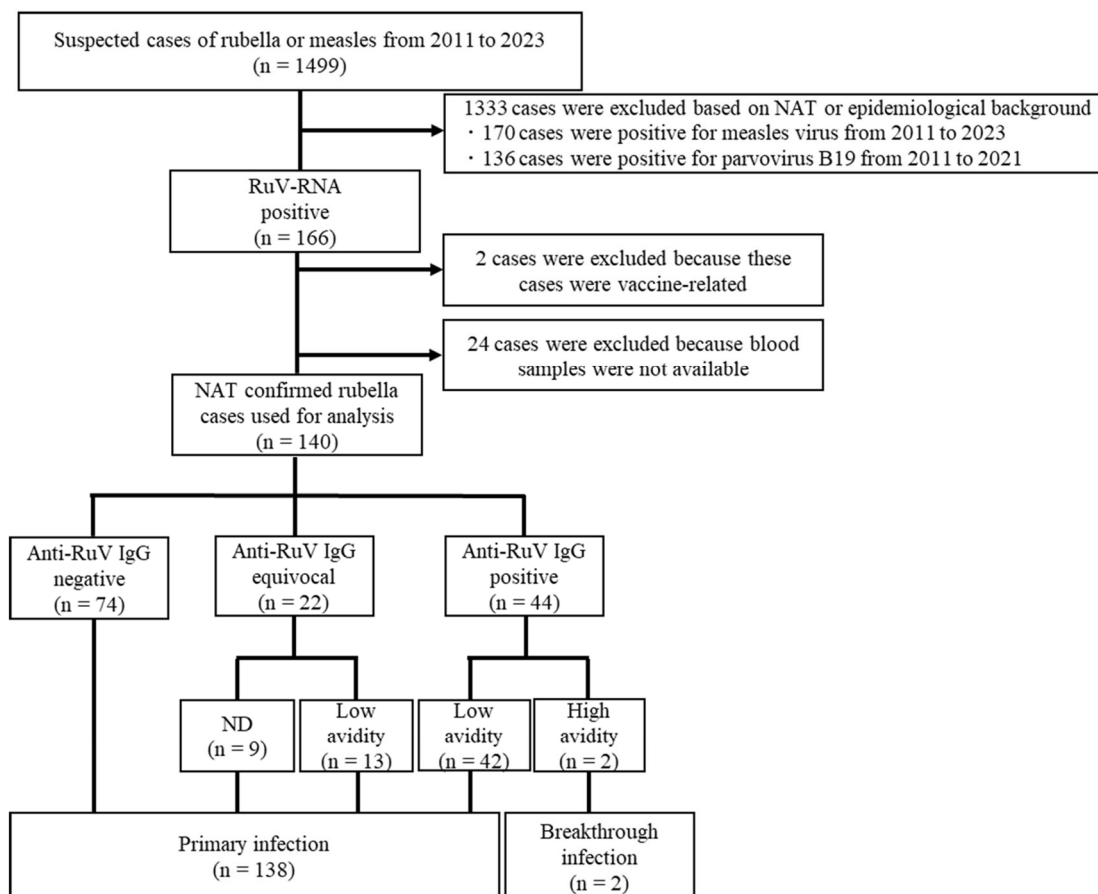 Suspected cases of rubella or measles from 2011 to 2023
(n = 1499)
1333 cases were excluded based on NAT or epidemiological background
・170 cases were positive for measles virus from 2011 to 2023
・136 cases were positive for parvovirus B19 from 2011 to 2021
RuV-RNA
positive
(n = 166)
2 cases were excluded because these
cases were vaccine-related
24 cases were excluded because blood
samples were not available
NAT confirmed rubella
cases used for analysis
(n = 140)
Anti-RuV IgG
negative
(n = 74)
Anti-RuV IgG
equivocal
(n = 22)
Anti-RuV IgG
positive
(n = 44)
ND
(n = 9)
Low
avidity
(n = 13)
Low
avidity
(n = 42)
High
avidity
(n = 2)
Primary infection
(n = 138)
Breakthrough
infection
(n = 2)